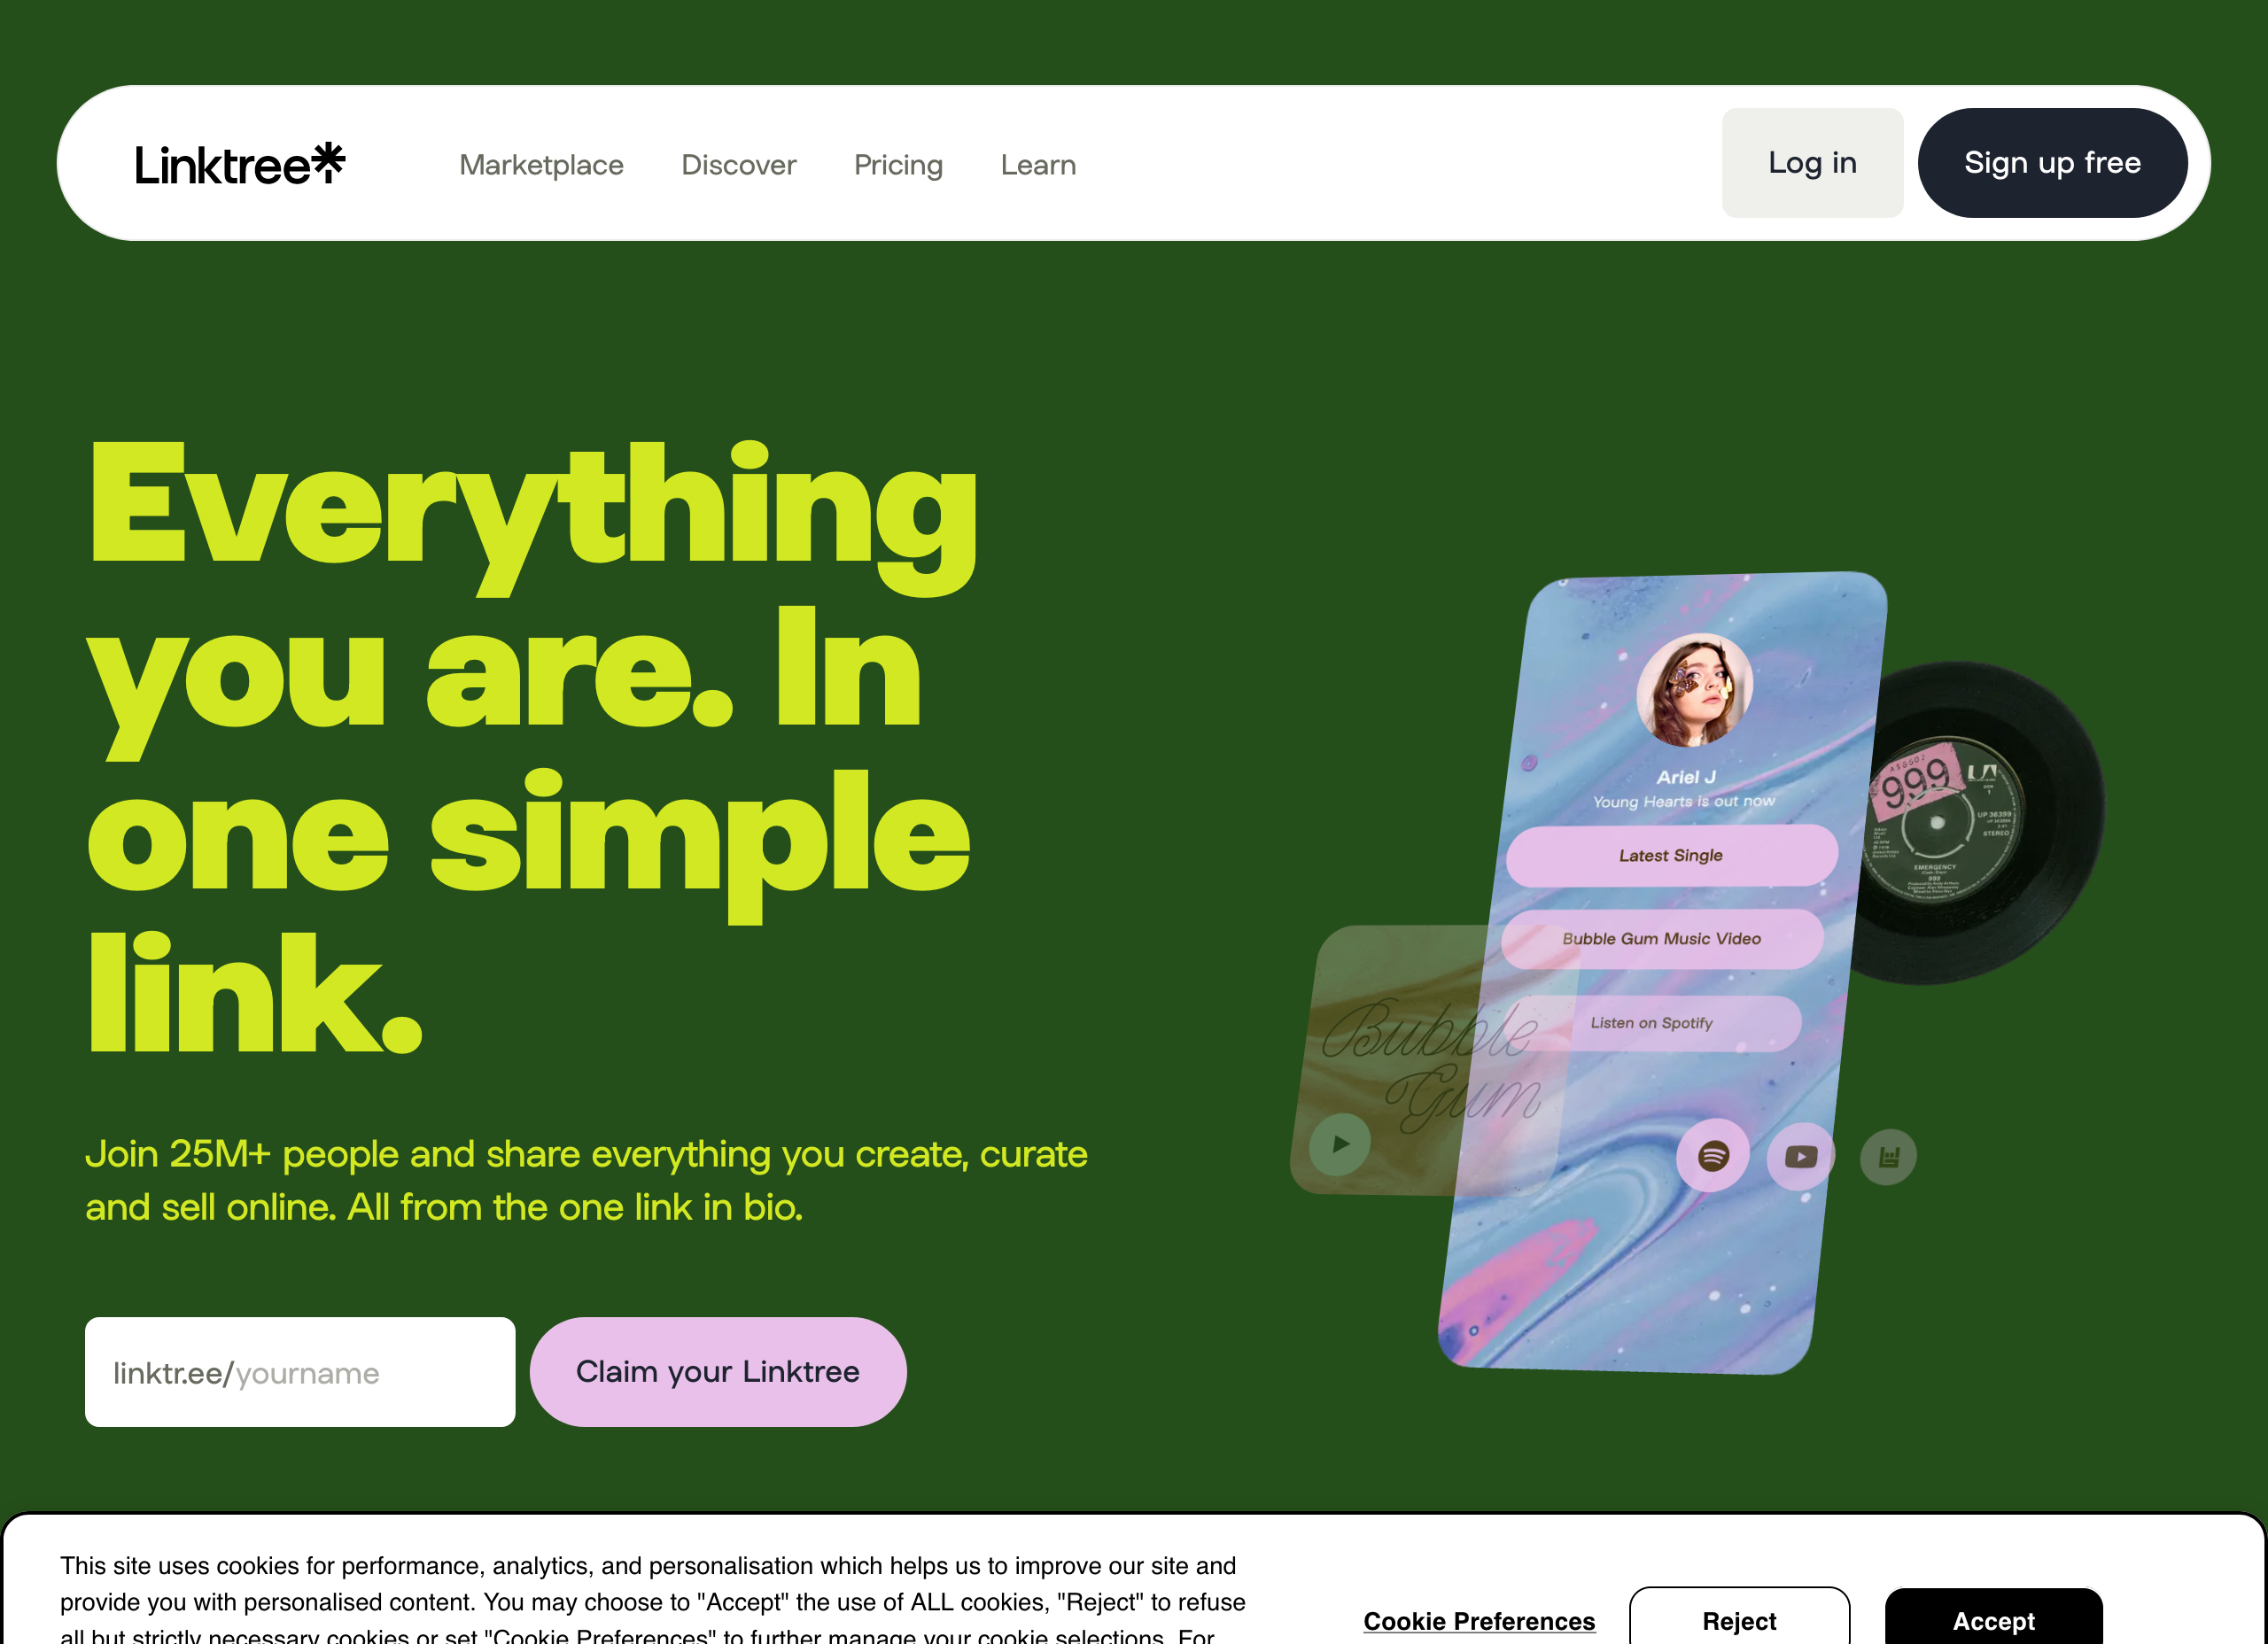 Linktree
Marketplace
Discover
Pricing
Learn
Log in
Sign up free
Everything
you are. In
one simple
link.
Join 25M+ people and share everything you create, curate
and sell online. All from the one link in bio.
linktr.ee/yourname
Claim your Linktree
Ariel J
Young Hearts is out now
Latest Single
Bubble Gum Music Video
Listen on Spotify
Bubble
Gum
999
UP 36399
STEREO
EMERGENCY
999
This site uses cookies for performance, analytics, and personalisation which helps us to improve our site and
provide you with personalised content. You may choose to "Accept" the use of ALL cookies, "Reject" to refuse
all but strictly necessary cookies or set "Cookie Preferences" to further manage your cookie selections. For
Cookie Preferences
Reject
Accept